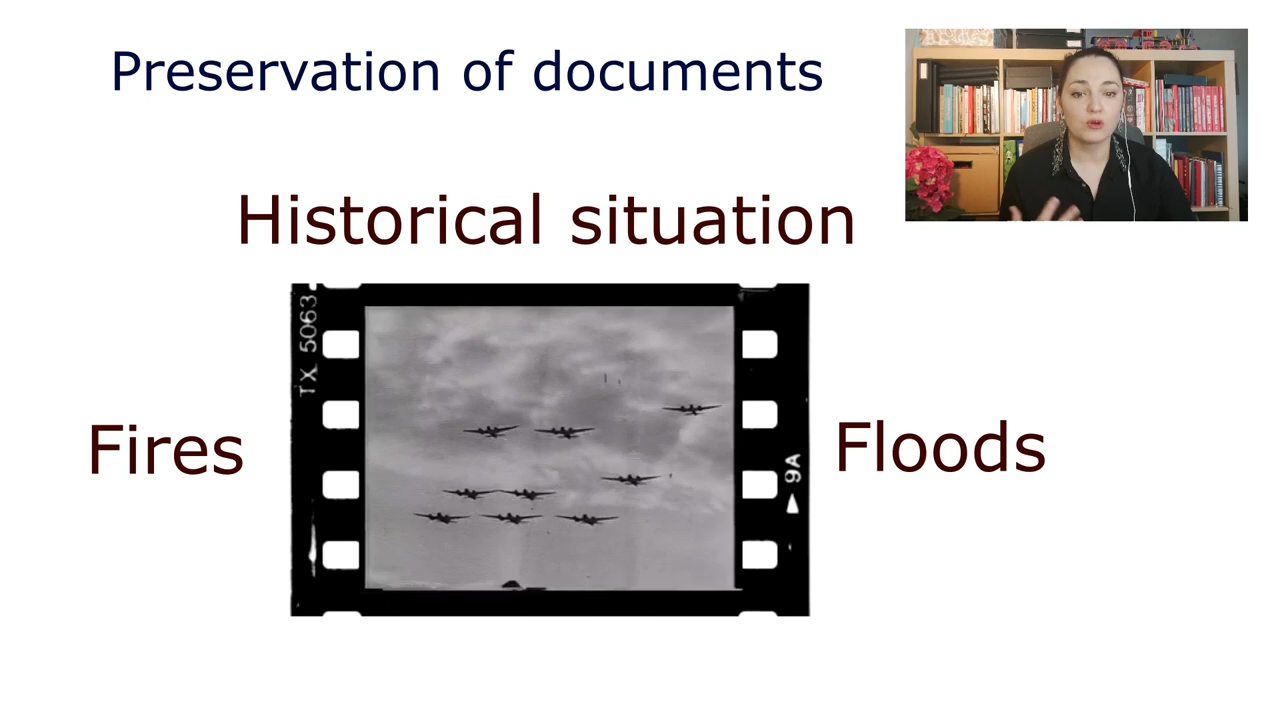 Preservation of documents
Historical situation
TX 5063
Fires
Floods
9A